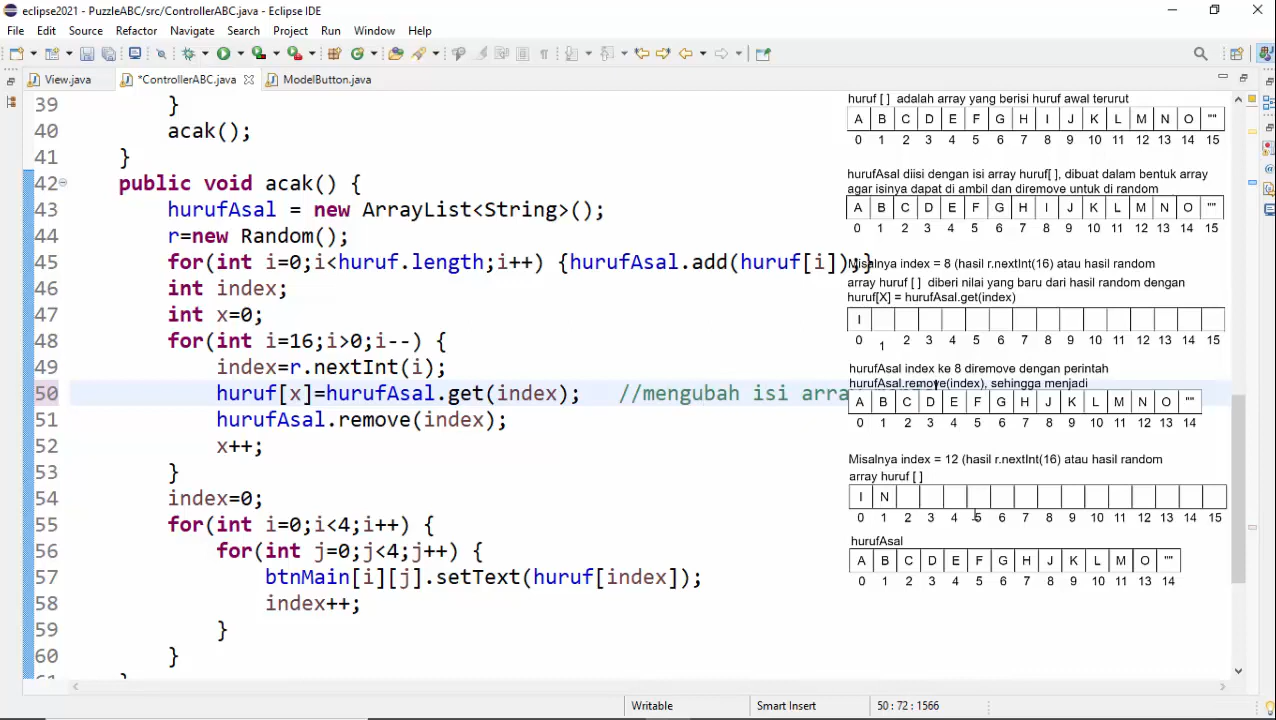 eclipse2021 - PuzzleABC/src/ControllerABC.java - Eclipse IDE
File Edit Source Refactor Navigate Search Project Run Window Help
View.java *ControllerABC.java ModelButton.java
39 }
40 acak();
41 }
42 public void acak() {
43 hurufAsal = new ArrayList<String>();
44 r=new Random();
45 for(int i=0;i<huruf.length;i++) {hurufAsal.add(huruf[i]);}
46 int index;
47 int x=0;
48 for(int i=16;i>0;i--) {
49 index=r.nextInt(i);
50 huruf[x]=hurufAsal.get(index); //mengubah isi arra
51 hurufAsal.remove(index);
52 x++;
53 }
54 index=0;
55 for(int i=0;i<4;i++) {
56 for(int j=0;j<4;j++) {
57 btnMain[i][j].setText(huruf[index]);
58 index++;
59 }
60 }
huruf [ ] adalah array yang berisi huruf awal terurut
A B C D E F G H I J K L M N O ""
0 1 2 3 4 5 6 7 8 9 10 11 12 13 14 15
hurufAsal diisi dengan isi array huruf[ ], dibuat dalam bentuk array
agar isinya dapat di ambil dan diremove untuk di random
A B C D E F G H I J K L M N O ""
0 1 2 3 4 5 6 7 8 9 10 11 12 13 14 15
Misalnya index = 8 (hasil r.nextInt(16) atau hasil random
array huruf [ ] diberi nilai yang baru dari hasil random dengan
huruf[X] = hurufAsal.get(index)
I
0 1 2 3 4 5 6 7 8 9 10 11 12 13 14 15
hurufAsal index ke 8 diremove dengan perintah
hurufAsal.remove(index), sehingga menjadi
A B C D E F G H J K L M N O ""
0 1 2 3 4 5 6 7 8 9 10 11 12 13 14
Misalnya index = 12 (hasil r.nextInt(16) atau hasil random
array huruf [ ]
I N
0 1 2 3 4 5 6 7 8 9 10 11 12 13 14 15
hurufAsal
A B C D E F G H J K L M O ""
0 1 2 3 4 5 6 7 8 9 10 11 12 14
Writable Smart Insert 50 : 72 : 1566